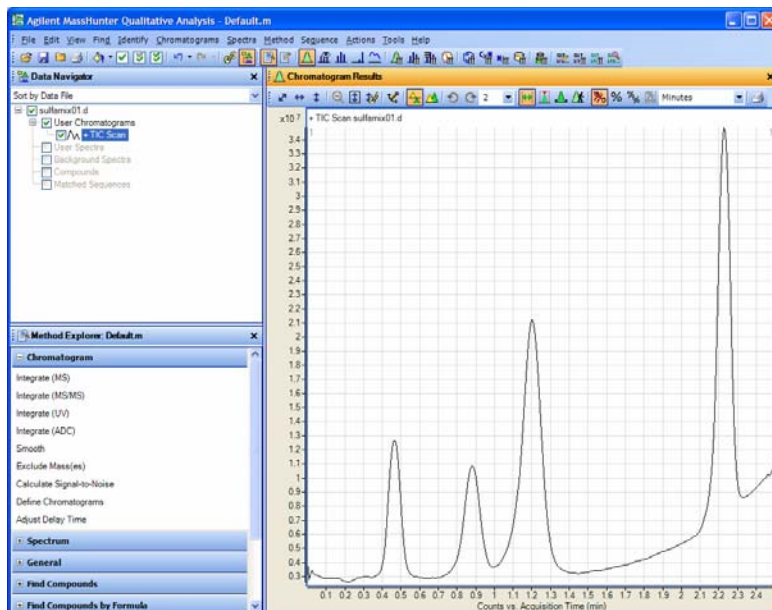 Agilent MassHunter Qualitative Analysis - Default.m
File Edit View Find Identify Chromatograms Spectra Method Sequence Actions Tools Help
Data Navigator
Sort by Data File
sulfamix01.d
User Chromatograms
+ TIC Scan
User Spectra
Background Spectra
Compounds
Matched Sequences
Method Explorer: Default.m
Chromatogram
Integrate (MS)
Integrate (MS/MS)
Integrate (UV)
Integrate (ADC)
Smooth
Exclude Mass(es)
Calculate Signal-to-Noise
Define Chromatograms
Adjust Delay Time
Spectrum
General
Find Compounds
Find Compounds by Formula
Chromatogram Results
2 Minutes
x10 7
+ TIC Scan sulfamix01.d
1 1
3.4
3.3
3.2
3.1
3
2.9
2.8
2.7
2.6
2.5
2.4
2.3
2.2
2.1
2
1.9
1.8
1.7
1.6
1.5
1.4
1.3
1.2
1.1
1
0.9
0.8
0.7
0.6
0.5
0.4
0.3
0.1 0.2 0.3 0.4 0.5 0.6 0.7 0.8 0.9 1 1.1 1.2 1.3 1.4 1.5 1.6 1.7 1.8 1.9 2 2.1 2.2 2.3 2.4
Counts vs. Acquisition Time (min)